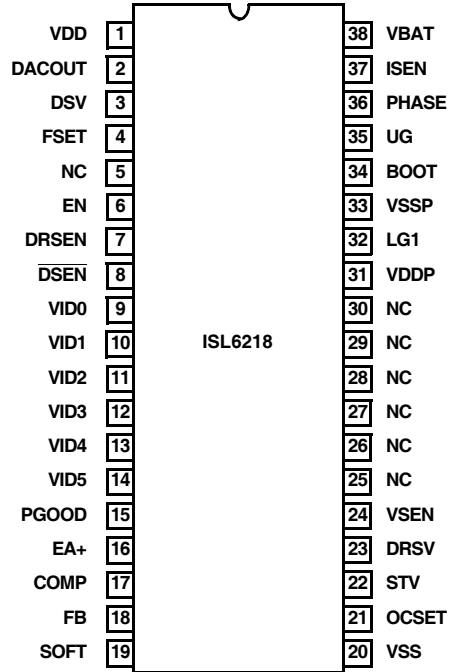 VDD 1 38 VBAT
DACOUT 2 37 ISEN
DSV 3 36 PHASE
FSET 4 35 UG
NC 5 34 BOOT
EN 6 33 VSSP
DRSEN 7 32 LG1
DSEN 8 31 VDDP
VID0 9 30 NC
VID1 10 ISL6218 29 NC
VID2 11 28 NC
VID3 12 27 NC
VID4 13 26 NC
VID5 14 25 NC
PGOOD 15 24 VSEN
EA+ 16 23 DRSV
COMP 17 22 STV
FB 18 21 OCSET
SOFT 19 20 VSS